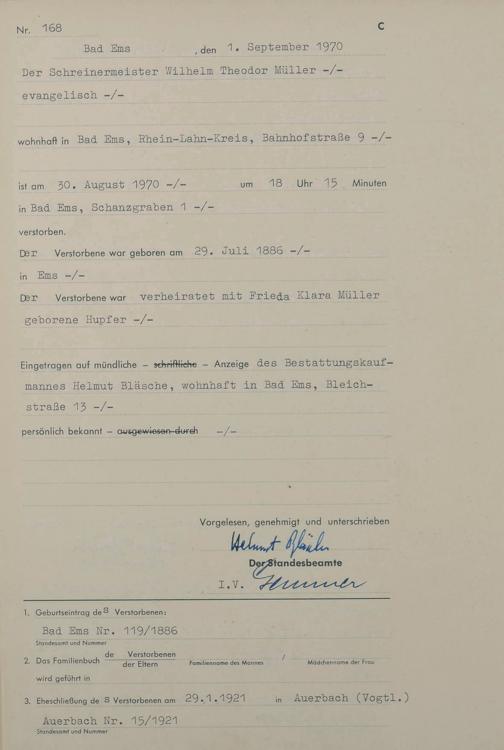 Nr. 168 C
Bad Ems , den 1. September 1970
Der Schreinermeister Wilhelm Theodor Müller -/-
evangelisch -/-
wohnhaft in Bad Ems, Rhein-Lahn-Kreis, Bahnhofstraße 9 -/-
ist am 30. August 1970 -/- um 18 Uhr 15 Minuten
in Bad Ems, Schanzgraben 1 -/-
verstorben.
Der Verstorbene war geboren am 29. Juli 1886 -/-
in Ems -/-
Der Verstorbene war verheiratet mit Frieda Klara Müller
geborene Hupfer -/-
Eingetragen auf mündliche – schriftliche – Anzeige des Bestattungskauf-
mannes Helmut Bläsche, wohnhaft in Bad Ems, Bleich-
straße 13 -/-
persönlich bekannt – ausgewiesen durch -/-
Vorgelesen, genehmigt und unterschrieben
Helmut Bläsche
Der Standesbeamte
I.V.
1. Geburtseintrag des Verstorbenen:
Bad Ems Nr. 119/1886
Standesamt und Nummer
2. Das Familienbuch de Verstorbenen / der Eltern Familienname des Mannes / Mädchenname der Frau
wird geführt in
3. Eheschließung des Verstorbenen am 29.1.1921 in Auerbach (Vogtl.)
Auerbach Nr. 15/1921
Standesamt und Nummer